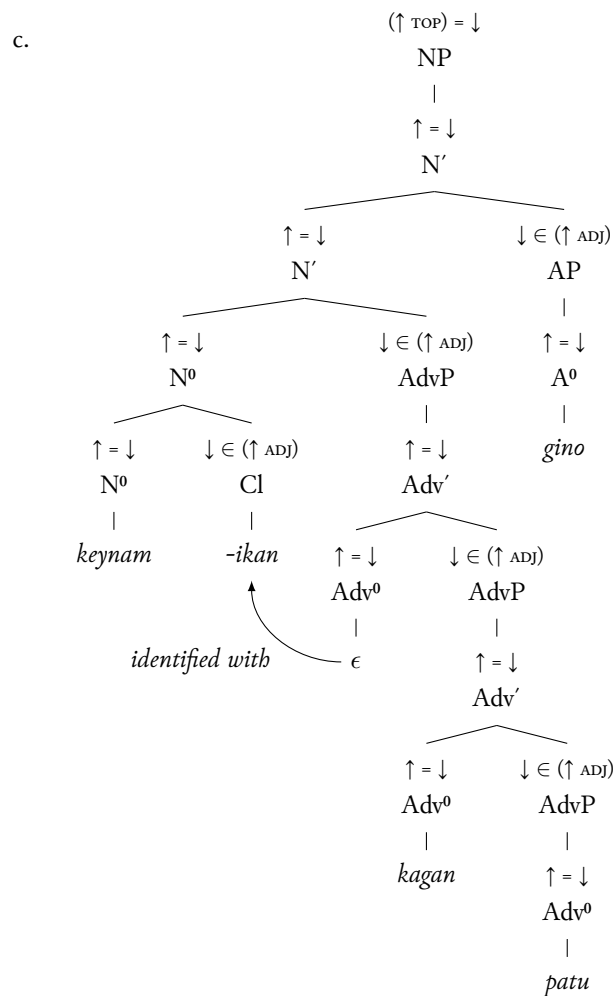 c.
(↑ TOP) = ↓
NP
↑ = ↓
N′
↑ = ↓ ↓ ∈ (↑ ADJ)
N′ AP
↑ = ↓ ↓ ∈ (↑ ADJ) ↑ = ↓
N⁰ AdvP A⁰
↑ = ↓ ↓ ∈ (↑ ADJ) ↑ = ↓ gino
N⁰ Cl Adv′
keynam -ikan ↑ = ↓ ↓ ∈ (↑ ADJ)
Adv⁰ AdvP
identified with ϵ ↑ = ↓
Adv′
↑ = ↓ ↓ ∈ (↑ ADJ)
Adv⁰ AdvP
kagan ↑ = ↓
Adv⁰
patu